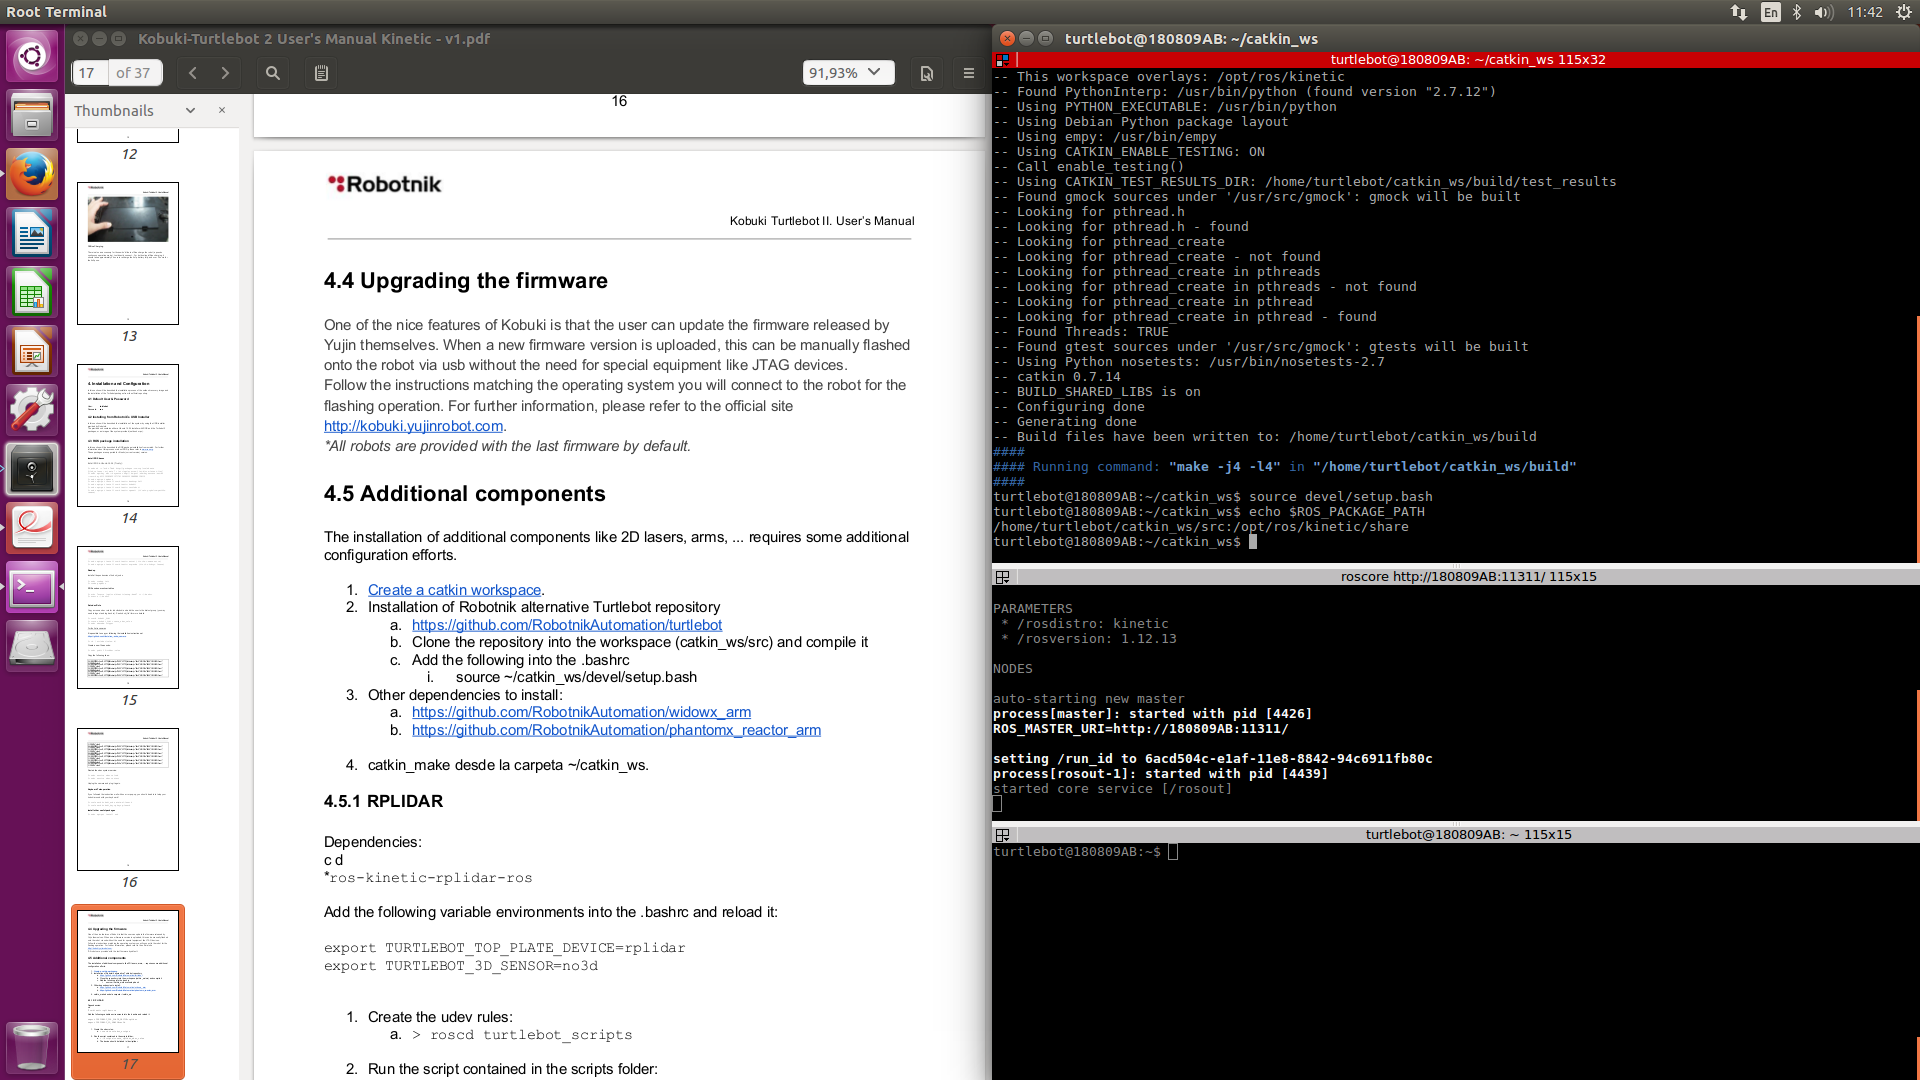 Root Terminal
En
11:42
Kobuki-Turtlebot 2 User's Manual Kinetic - v1.pdf
17 of 37
91,93%
Thumbnails
12
13
14
15
16
17
16
Robotnik
Kobuki Turtlebot II. User's Manual
4.4 Upgrading the firmware
One of the nice features of Kobuki is that the user can update the firmware released by
Yujin themselves. When a new firmware version is uploaded, this can be manually flashed
onto the robot via usb without the need for special equipment like JTAG devices.
Follow the instructions matching the operating system you will connect to the robot for the
flashing operation. For further information, please refer to the official site
http://kobuki.yujinrobot.com.
*All robots are provided with the last firmware by default.
4.5 Additional components
The installation of additional components like 2D lasers, arms, ... requires some additional
configuration efforts.
1. Create a catkin workspace.
2. Installation of Robotnik alternative Turtlebot repository
a. https://github.com/RobotnikAutomation/turtlebot
b. Clone the repository into the workspace (catkin_ws/src) and compile it
c. Add the following into the .bashrc
i. source ~/catkin_ws/devel/setup.bash
3. Other dependencies to install:
a. https://github.com/RobotnikAutomation/widowx_arm
b. https://github.com/RobotnikAutomation/phantomx_reactor_arm
4. catkin_make desde la carpeta ~/catkin_ws.
4.5.1 RPLIDAR
Dependencies:
c d
*ros-kinetic-rplidar-ros
Add the following variable environments into the .bashrc and reload it:
export TURTLEBOT_TOP_PLATE_DEVICE=rplidar
export TURTLEBOT_3D_SENSOR=no3d
1. Create the udev rules:
a. > roscd turtlebot_scripts
2. Run the script contained in the scripts folder:
turtlebot@180809AB: ~/catkin_ws
turtlebot@180809AB: ~/catkin_ws 115x32
-- This workspace overlays: /opt/ros/kinetic
-- Found PythonInterp: /usr/bin/python (found version "2.7.12")
-- Using PYTHON_EXECUTABLE: /usr/bin/python
-- Using Debian Python package layout
-- Using empy: /usr/bin/empy
-- Using CATKIN_ENABLE_TESTING: ON
-- Call enable_testing()
-- Using CATKIN_TEST_RESULTS_DIR: /home/turtlebot/catkin_ws/build/test_results
-- Found gmock sources under '/usr/src/gmock': gmock will be built
-- Looking for pthread.h
-- Looking for pthread.h - found
-- Looking for pthread_create
-- Looking for pthread_create - not found
-- Looking for pthread_create in pthreads
-- Looking for pthread_create in pthreads - not found
-- Looking for pthread_create in pthread
-- Looking for pthread_create in pthread - found
-- Found Threads: TRUE
-- Found gtest sources under '/usr/src/gmock': gtests will be built
-- Using Python nosetests: /usr/bin/nosetests-2.7
-- catkin 0.7.14
-- BUILD_SHARED_LIBS is on
-- Configuring done
-- Generating done
-- Build files have been written to: /home/turtlebot/catkin_ws/build
####
#### Running command: "make -j4 -l4" in "/home/turtlebot/catkin_ws/build"
####
turtlebot@180809AB:~/catkin_ws$ source devel/setup.bash
turtlebot@180809AB:~/catkin_ws$ echo $ROS_PACKAGE_PATH
/home/turtlebot/catkin_ws/src:/opt/ros/kinetic/share
turtlebot@180809AB:~/catkin_ws$
roscore http://180809AB:11311/ 115x15
PARAMETERS
* /rosdistro: kinetic
* /rosversion: 1.12.13
NODES
auto-starting new master
process[master]: started with pid [4426]
ROS_MASTER_URI=http://180809AB:11311/
setting /run_id to 6acd504c-e1af-11e8-8842-94c6911fb80c
process[rosout-1]: started with pid [4439]
started core service [/rosout]
turtlebot@180809AB: ~ 115x15
turtlebot@180809AB:~$